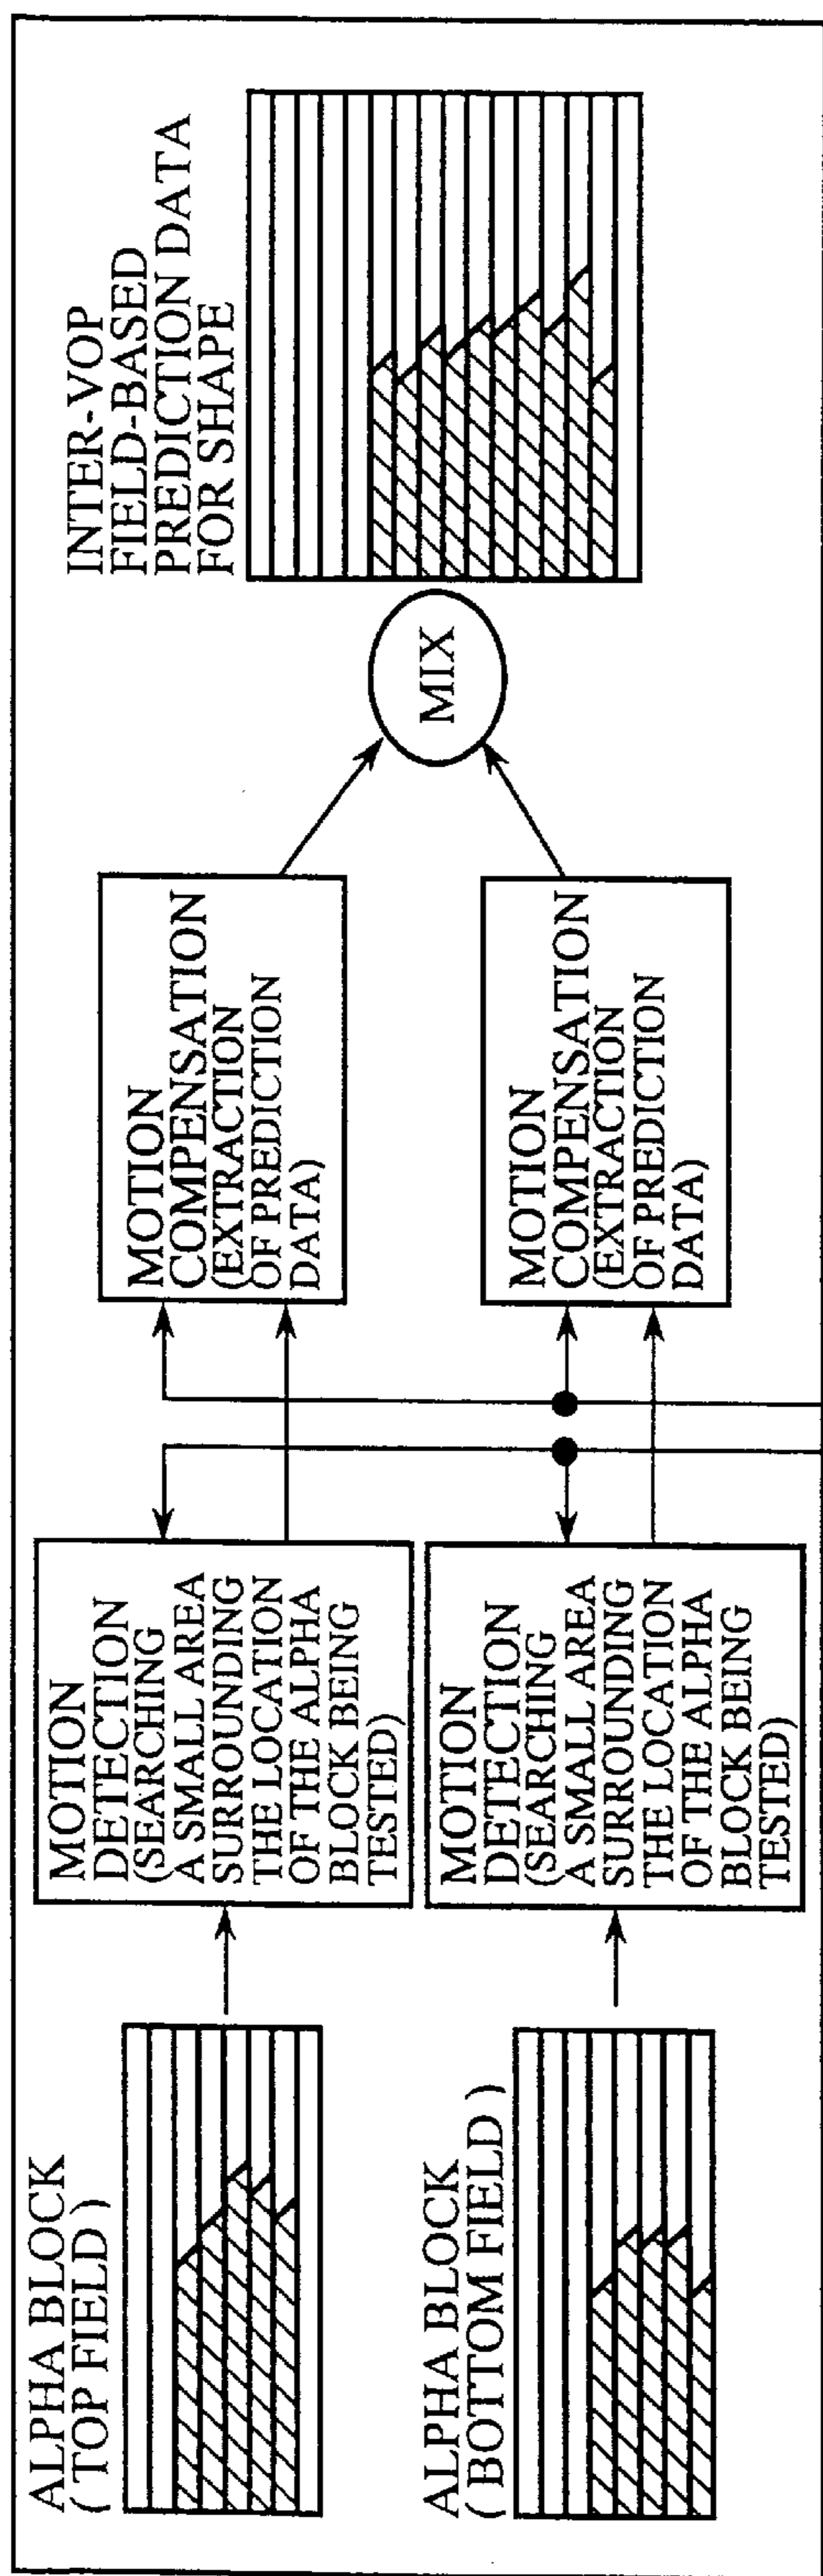 ALPHA BLOCK
( TOP FIELD )
MOTION
DETECTION
(SEARCHING
A SMALL AREA
SURROUNDING
THE LOCATION
OF THE ALPHA
BLOCK BEING
TESTED)
MOTION
COMPENSATION
(EXTRACTION
OF PREDICTION
DATA)
INTER-VOP
FIELD-BASED
PREDICTION DATA
FOR SHAPE
MIX
ALPHA BLOCK
( BOTTOM FIELD )
MOTION
DETECTION
(SEARCHING
A SMALL AREA
SURROUNDING
THE LOCATION
OF THE ALPHA
BLOCK BEING
TESTED)
MOTION
COMPENSATION
(EXTRACTION
OF PREDICTION
DATA)